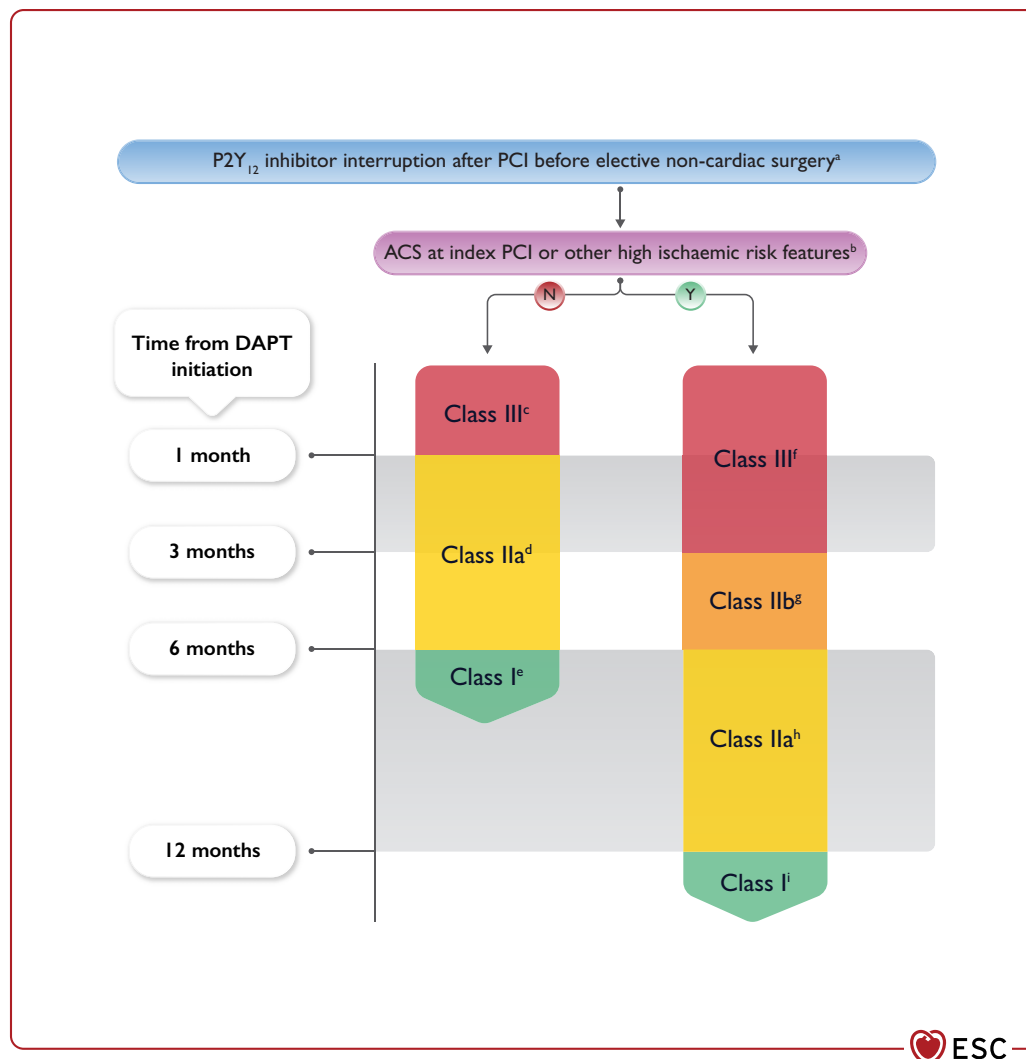 P2Y₁₂ inhibitor interruption after PCI before elective non-cardiac surgeryᵃ
ACS at index PCI or other high ischaemic risk featuresᵇ
N
Y
Time from DAPT
initiation
Class IIIᶜ
1 month
Class IIIᶠ
3 months
Class IIaᵈ
Class IIbᵍ
6 months
Class Iᵉ
Class IIaʰ
12 months
Class Iⁱ
ESC